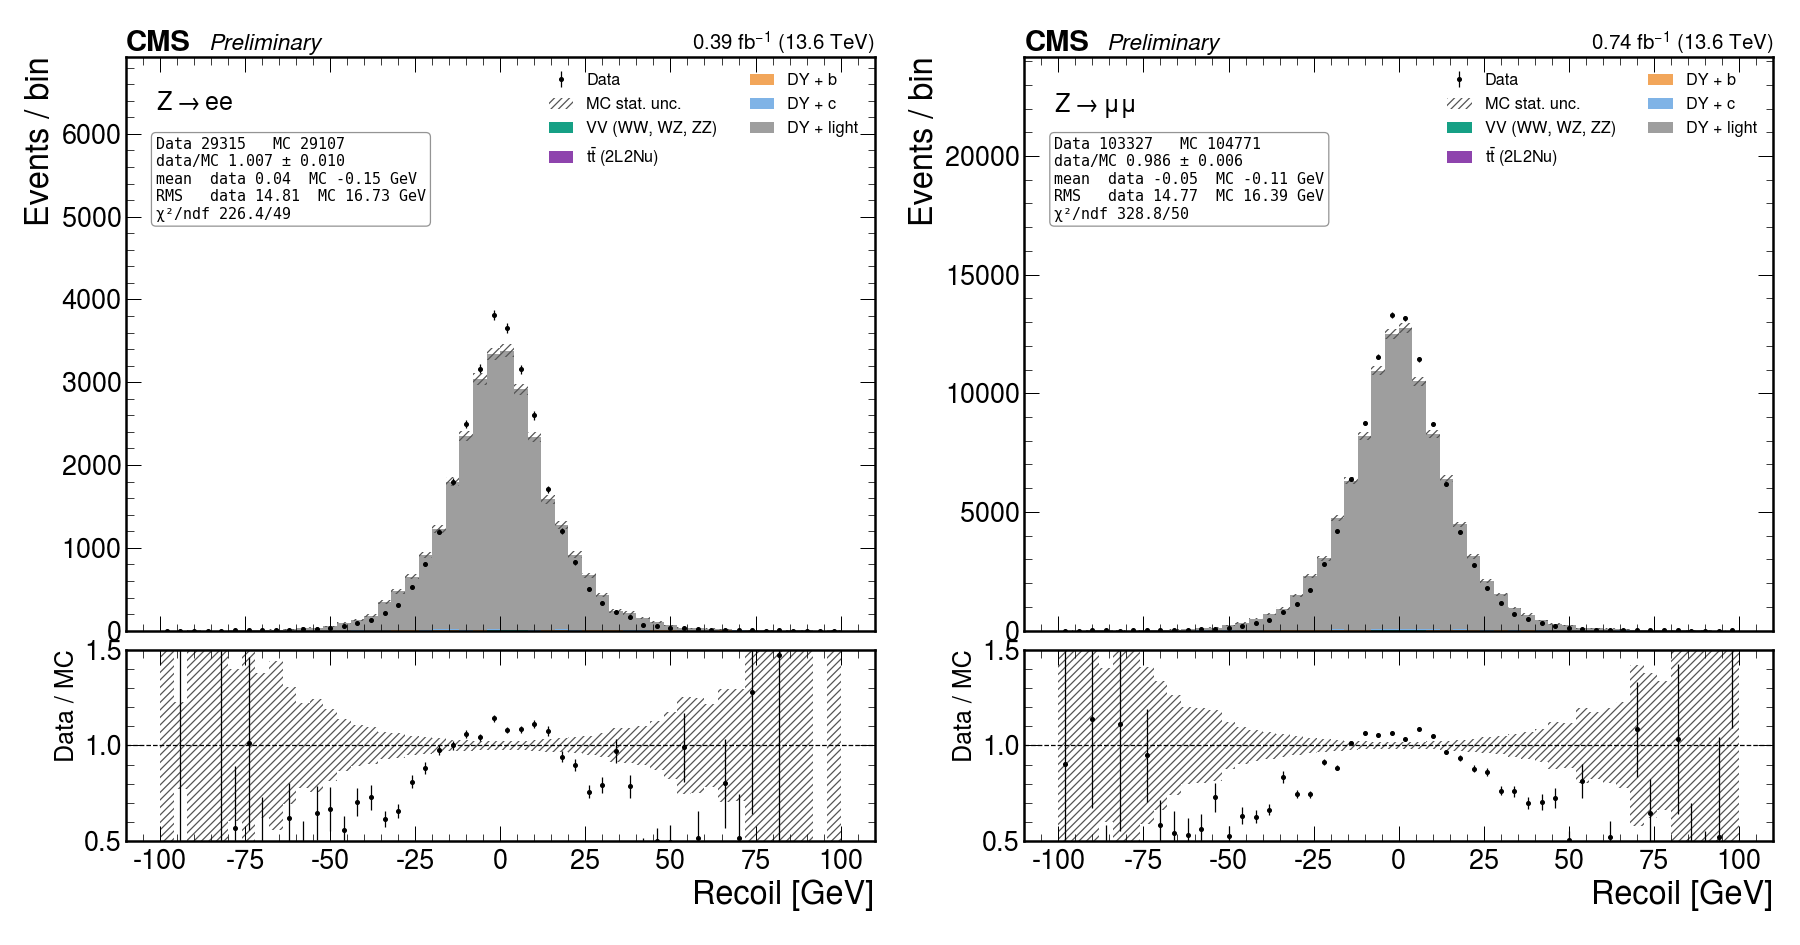 CMS Preliminary 0.39 fb⁻¹ (13.6 TeV)
Events / bin
Z → ee
Data
MC stat. unc.
VV (WW, WZ, ZZ)
tt̄ (2L2Nu)
DY + b
DY + c
DY + light
Data 29315 MC 29107
data/MC 1.007 ± 0.010
mean data 0.04 MC -0.15 GeV
RMS data 14.81 MC 16.73 GeV
χ²/ndf 226.4/49
6000
5000
4000
3000
2000
1000
0
Data / MC
1.5
1.0
0.5
-100 -75 -50 -25 0 25 50 75 100
Recoil [GeV]
CMS Preliminary 0.74 fb⁻¹ (13.6 TeV)
Events / bin
Z → μμ
Data
MC stat. unc.
VV (WW, WZ, ZZ)
tt̄ (2L2Nu)
DY + b
DY + c
DY + light
Data 103327 MC 104771
data/MC 0.986 ± 0.006
mean data -0.05 MC -0.11 GeV
RMS data 14.77 MC 16.39 GeV
χ²/ndf 328.8/50
20000
15000
10000
5000
0
Data / MC
1.5
1.0
0.5
-100 -75 -50 -25 0 25 50 75 100
Recoil [GeV]